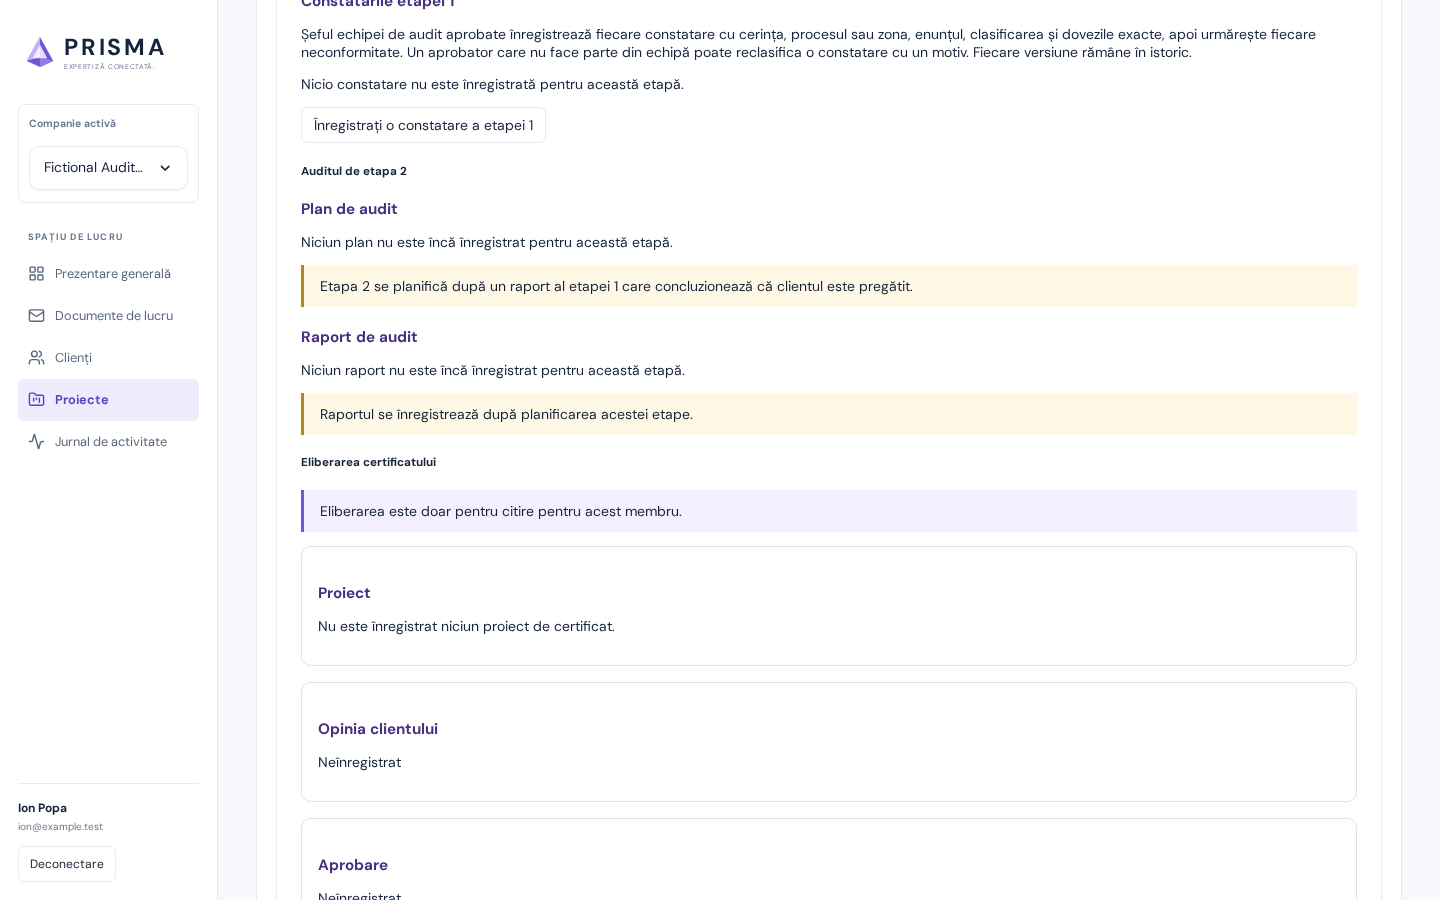 PRISMA
EXPERTIZĂ CONECTATĂ.
Companie activă
Fictional Audit...
SPAȚIU DE LUCRU
Prezentare generală
Documente de lucru
Clienți
Proiecte
Jurnal de activitate
Ion Popa
ion@example.test
Deconectare
Constatările etapei 1
Șeful echipei de audit aprobate înregistrează fiecare constatare cu cerința, procesul sau zona, enunțul, clasificarea și dovezile exacte, apoi urmărește fiecare
neconformitate. Un aprobator care nu face parte din echipă poate reclasifica o constatare cu un motiv. Fiecare versiune rămâne în istoric.
Nicio constatare nu este înregistrată pentru această etapă.
Înregistrați o constatare a etapei 1
Auditul de etapa 2
Plan de audit
Niciun plan nu este încă înregistrat pentru această etapă.
Etapa 2 se planifică după un raport al etapei 1 care concluzionează că clientul este pregătit.
Raport de audit
Niciun raport nu este încă înregistrat pentru această etapă.
Raportul se înregistrează după planificarea acestei etape.
Eliberarea certificatului
Eliberarea este doar pentru citire pentru acest membru.
Proiect
Nu este înregistrat niciun proiect de certificat.
Opinia clientului
Neînregistrat
Aprobare
Neînregistrat